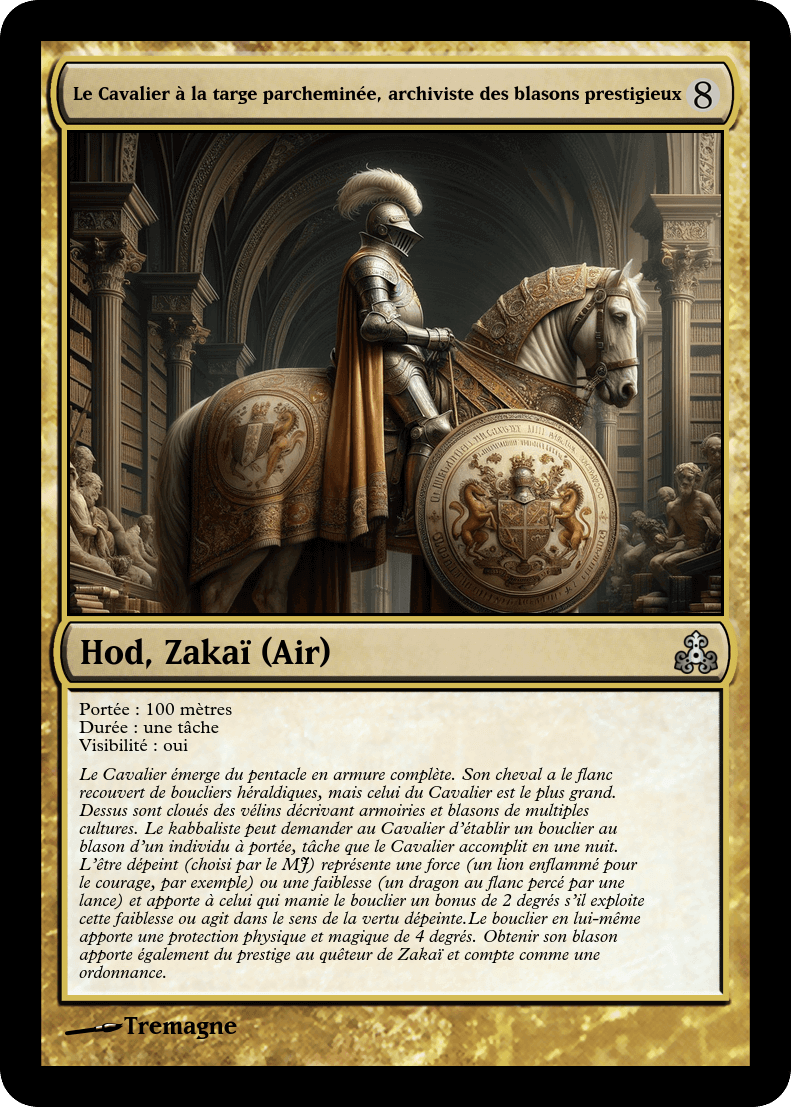 Le Cavalier à la targe parcheminée, archiviste des blasons prestigieux 8
Hod, Zakaï (Air)
Portée : 100 mètres
Durée : une tâche
Visibilité : oui
Le Cavalier émerge du pentacle en armure complète. Son cheval a le flanc
recouvert de boucliers héraldiques, mais celui du Cavalier est le plus grand.
Dessus sont cloués des vélins décrivant armoiries et blasons de multiples
cultures. Le kabbaliste peut demander au Cavalier d'établir un bouclier au
blason d'un individu à portée, tâche que le Cavalier accomplit en une nuit.
L'être dépeint (choisi par le MJ) représente une force (un lion enflammé pour
le courage, par exemple) ou une faiblesse (un dragon au flanc percé par une
lance) et apporte à celui qui manie le bouclier un bonus de 2 degrés s'il exploite
cette faiblesse ou agit dans le sens de la vertu dépeinte.Le bouclier en lui-même
apporte une protection physique et magique de 4 degrés. Obtenir son blason
apporte également du prestige au quêteur de Zakaï et compte comme une
ordonnance.
Tremagne